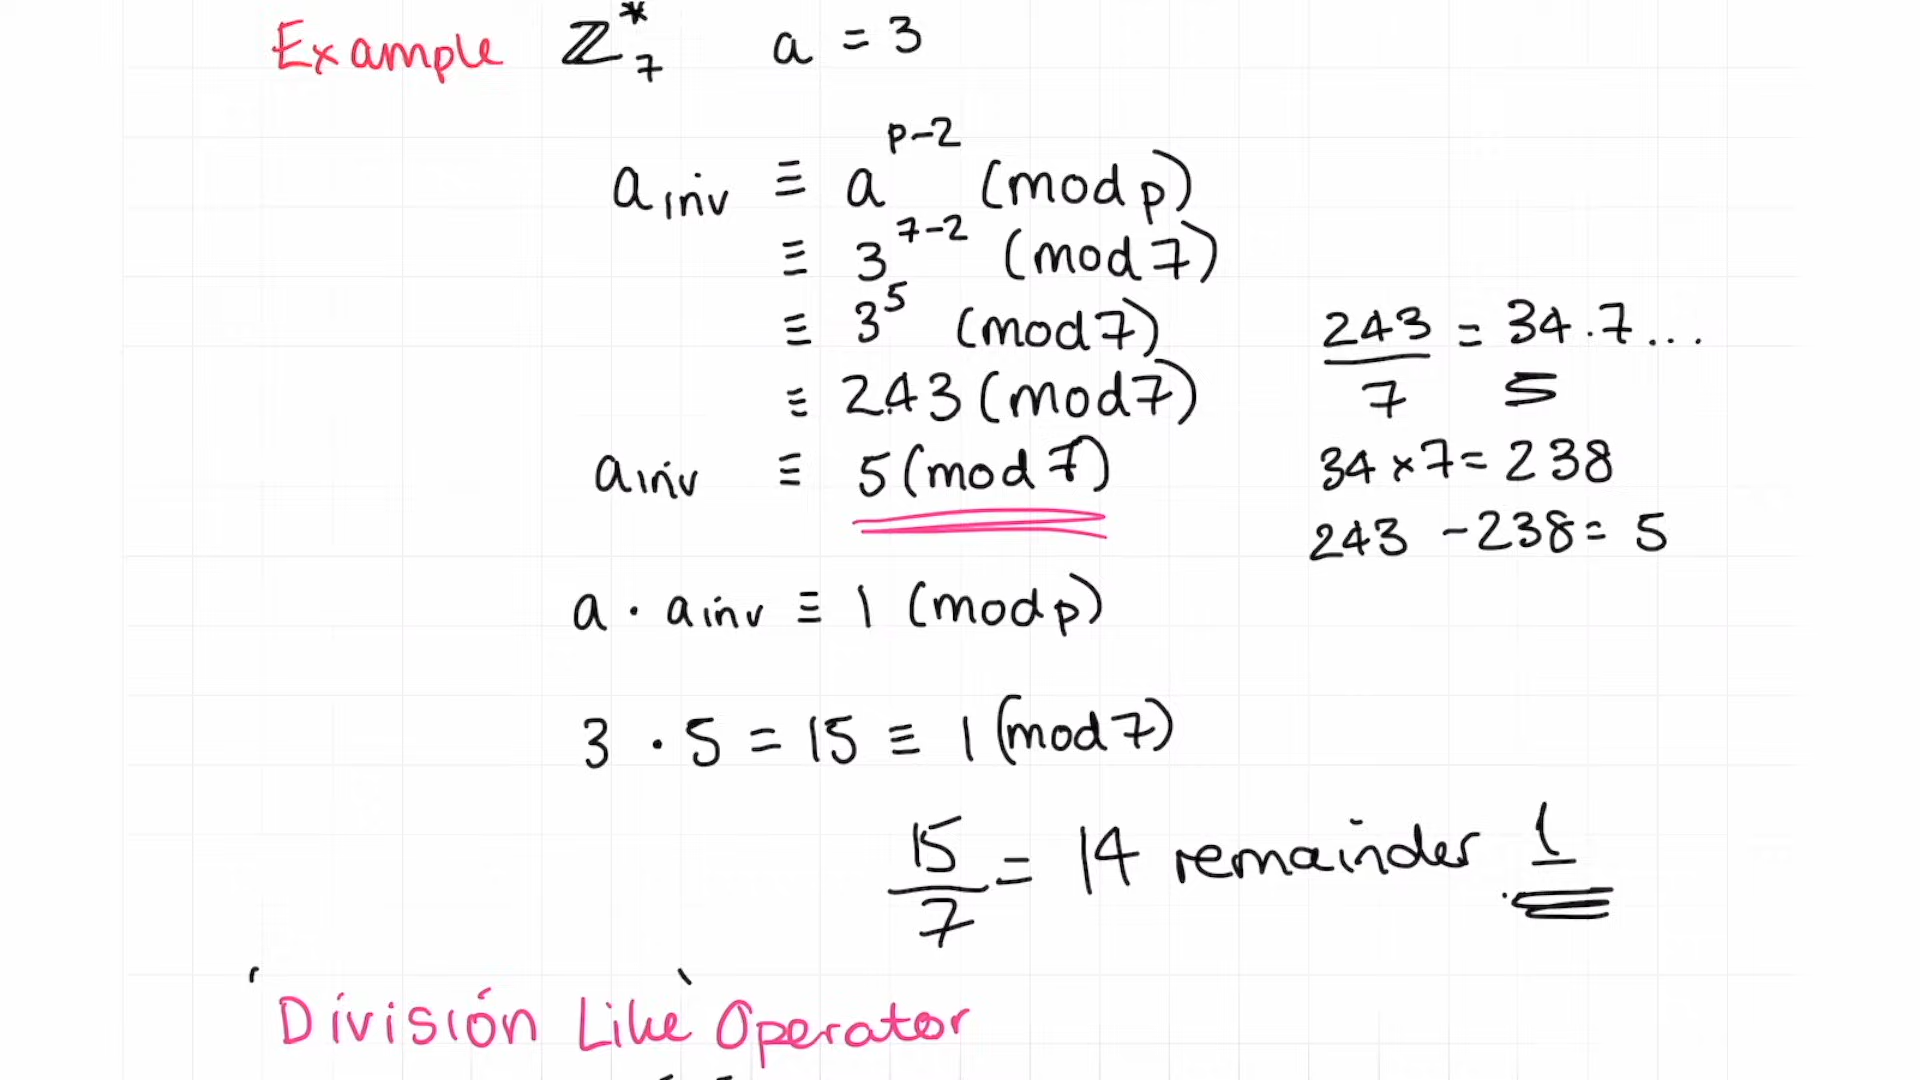 Example ℤ*₇ a = 3
a inv ≡ a^(p-2) (mod p)
≡ 3^(7-2) (mod 7)
≡ 3^5 (mod 7)
≡ 243 (mod 7)
a inv ≡ 5 (mod 7)
243/7 = 34.7...
5
34 × 7 = 238
243 - 238 = 5
a · a inv ≡ 1 (mod p)
3 · 5 = 15 ≡ 1 (mod 7)
15/7 = 14 remainder 1
'Division Like' Operator